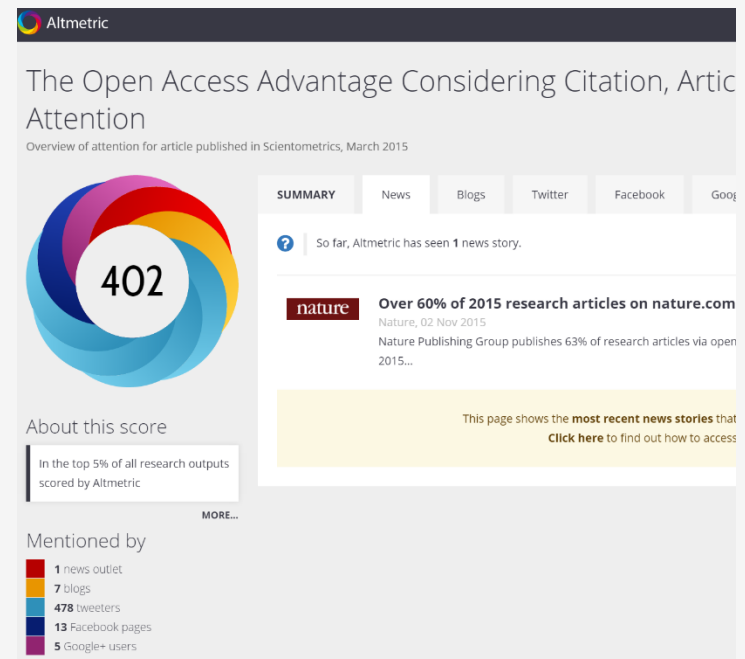 Altmetric
The Open Access Advantage Considering Citation, Artic
Attention
Overview of attention for article published in Scientometrics, March 2015
402
SUMMARY News Blogs Twitter Facebook Goog
? So far, Altmetric has seen 1 news story.
nature
Over 60% of 2015 research articles on nature.com
Nature, 02 Nov 2015
Nature Publishing Group publishes 63% of research articles via open
2015...
This page shows the most recent news stories that
Click here to find out how to access
About this score
In the top 5% of all research outputs
scored by Altmetric
MORE...
Mentioned by
1 news outlet
7 blogs
478 tweeters
13 Facebook pages
5 Google+ users